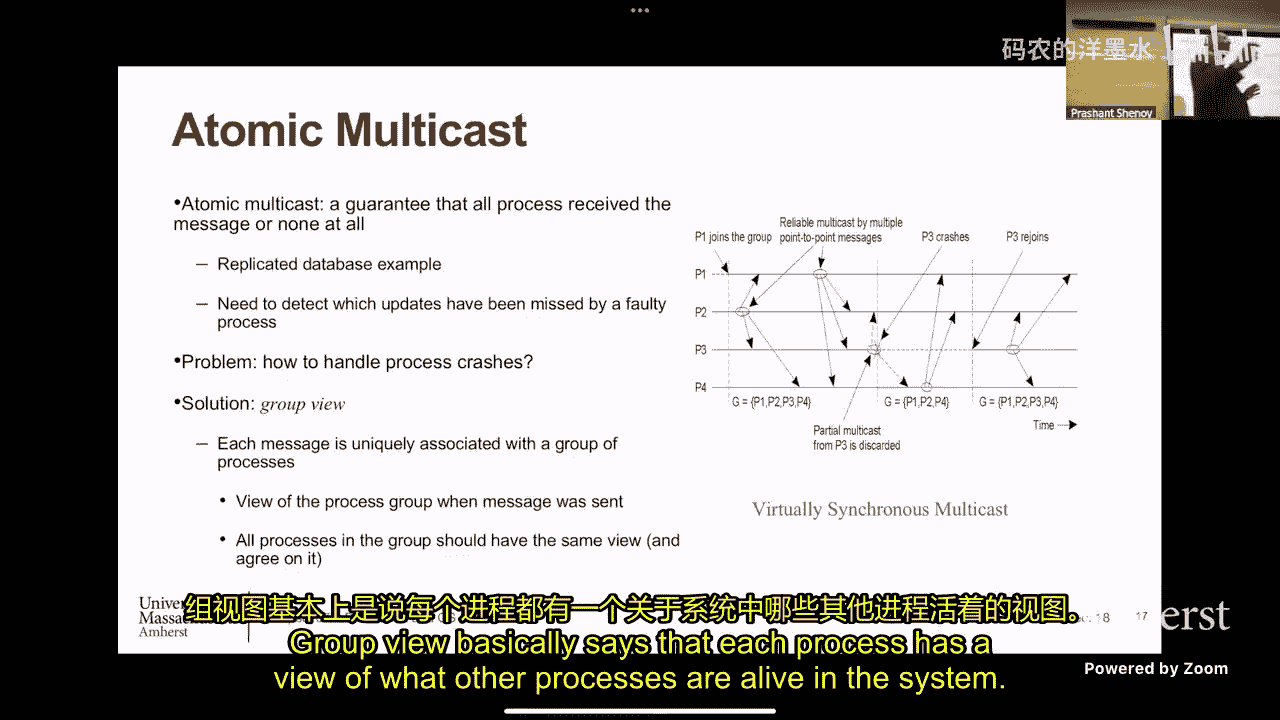 码农的洋墨水
Prashant Shenoy
Atomic Multicast
•Atomic multicast: a guarantee that all process received the
message or none at all
– Replicated database example
– Need to detect which updates have been missed by a faulty
process
•Problem: how to handle process crashes?
•Solution: group view
– Each message is uniquely associated with a group of
processes
• View of the process group when message was sent
• All processes in the group should have the same view (and
agree on it)
Reliable multicast by multiple
P1 joins the group point-to-point messages P3 crashes P3 rejoins
P1
P2
P3
P4
G = {P1,P2,P3,P4} G = {P1,P2,P4} G = {P1,P2,P3,P4}
Time
Partial multicast
from P3 is discarded
Virtually Synchronous Multicast
Amherst
18 17
erst
组视图基本上是说每个进程都有一个关于系统中哪些其他进程活着的视图。
Group view basically says that each process has a
view of what other processes are alive in the system.
Powered by Zoom